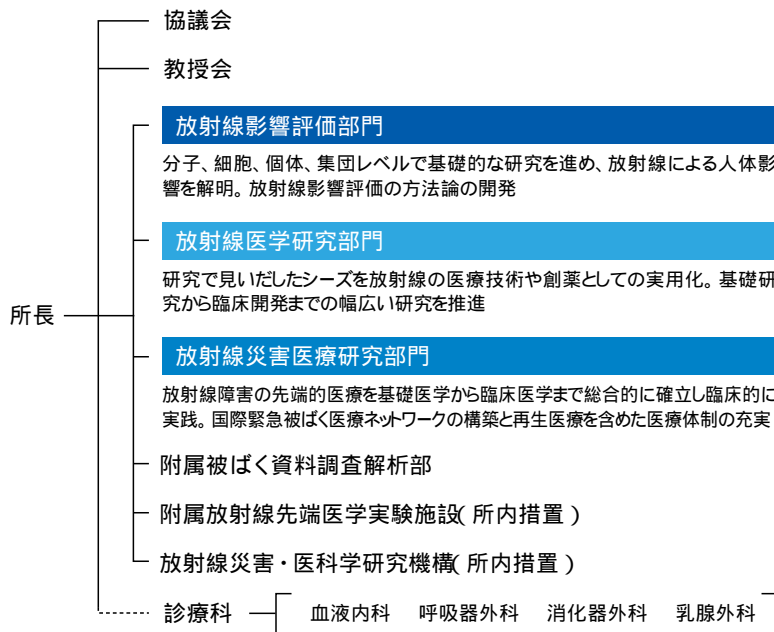 協議会
教授会
放射線影響評価部門
分子、細胞、個体、集団レベルで基礎的な研究を進め、放射線による人体影
響を解明。放射線影響評価の方法論の開発
放射線医学研究部門
研究で見いだしたシーズを放射線の医療技術や創薬としての実用化。基礎研
究から臨床開発までの幅広い研究を推進
所長
放射線災害医療研究部門
放射線障害の先端的医療を基礎医学から臨床医学まで総合的に確立し臨床的に
実践。国際緊急被ばく医療ネットワークの構築と再生医療を含めた医療体制の充実
附属被ばく資料調査解析部
附属放射線先端医学実験施設(所内措置)
放射線災害・医科学研究機構(所内措置)
診療科 血液内科 呼吸器外科 消化器外科 乳腺外科